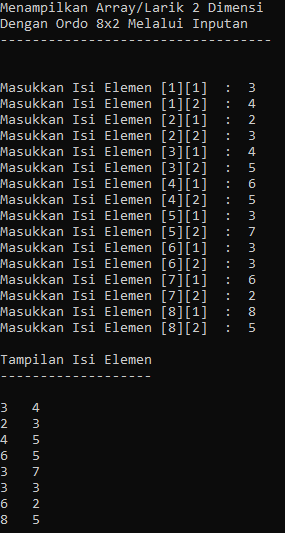 Menampilkan Array/Larik 2 Dimensi
Dengan Ordo 8x2 Melalui Inputan
----------------------------------
Masukkan Isi Elemen [1][1]  :  3
Masukkan Isi Elemen [1][2]  :  4
Masukkan Isi Elemen [2][1]  :  2
Masukkan Isi Elemen [2][2]  :  3
Masukkan Isi Elemen [3][1]  :  4
Masukkan Isi Elemen [3][2]  :  5
Masukkan Isi Elemen [4][1]  :  6
Masukkan Isi Elemen [4][2]  :  5
Masukkan Isi Elemen [5][1]  :  3
Masukkan Isi Elemen [5][2]  :  7
Masukkan Isi Elemen [6][1]  :  3
Masukkan Isi Elemen [6][2]  :  3
Masukkan Isi Elemen [7][1]  :  6
Masukkan Isi Elemen [7][2]  :  2
Masukkan Isi Elemen [8][1]  :  8
Masukkan Isi Elemen [8][2]  :  5
Tampilan Isi Elemen
-------------------
3   4
2   3
4   5
6   5
3   7
3   3
6   2
8   5